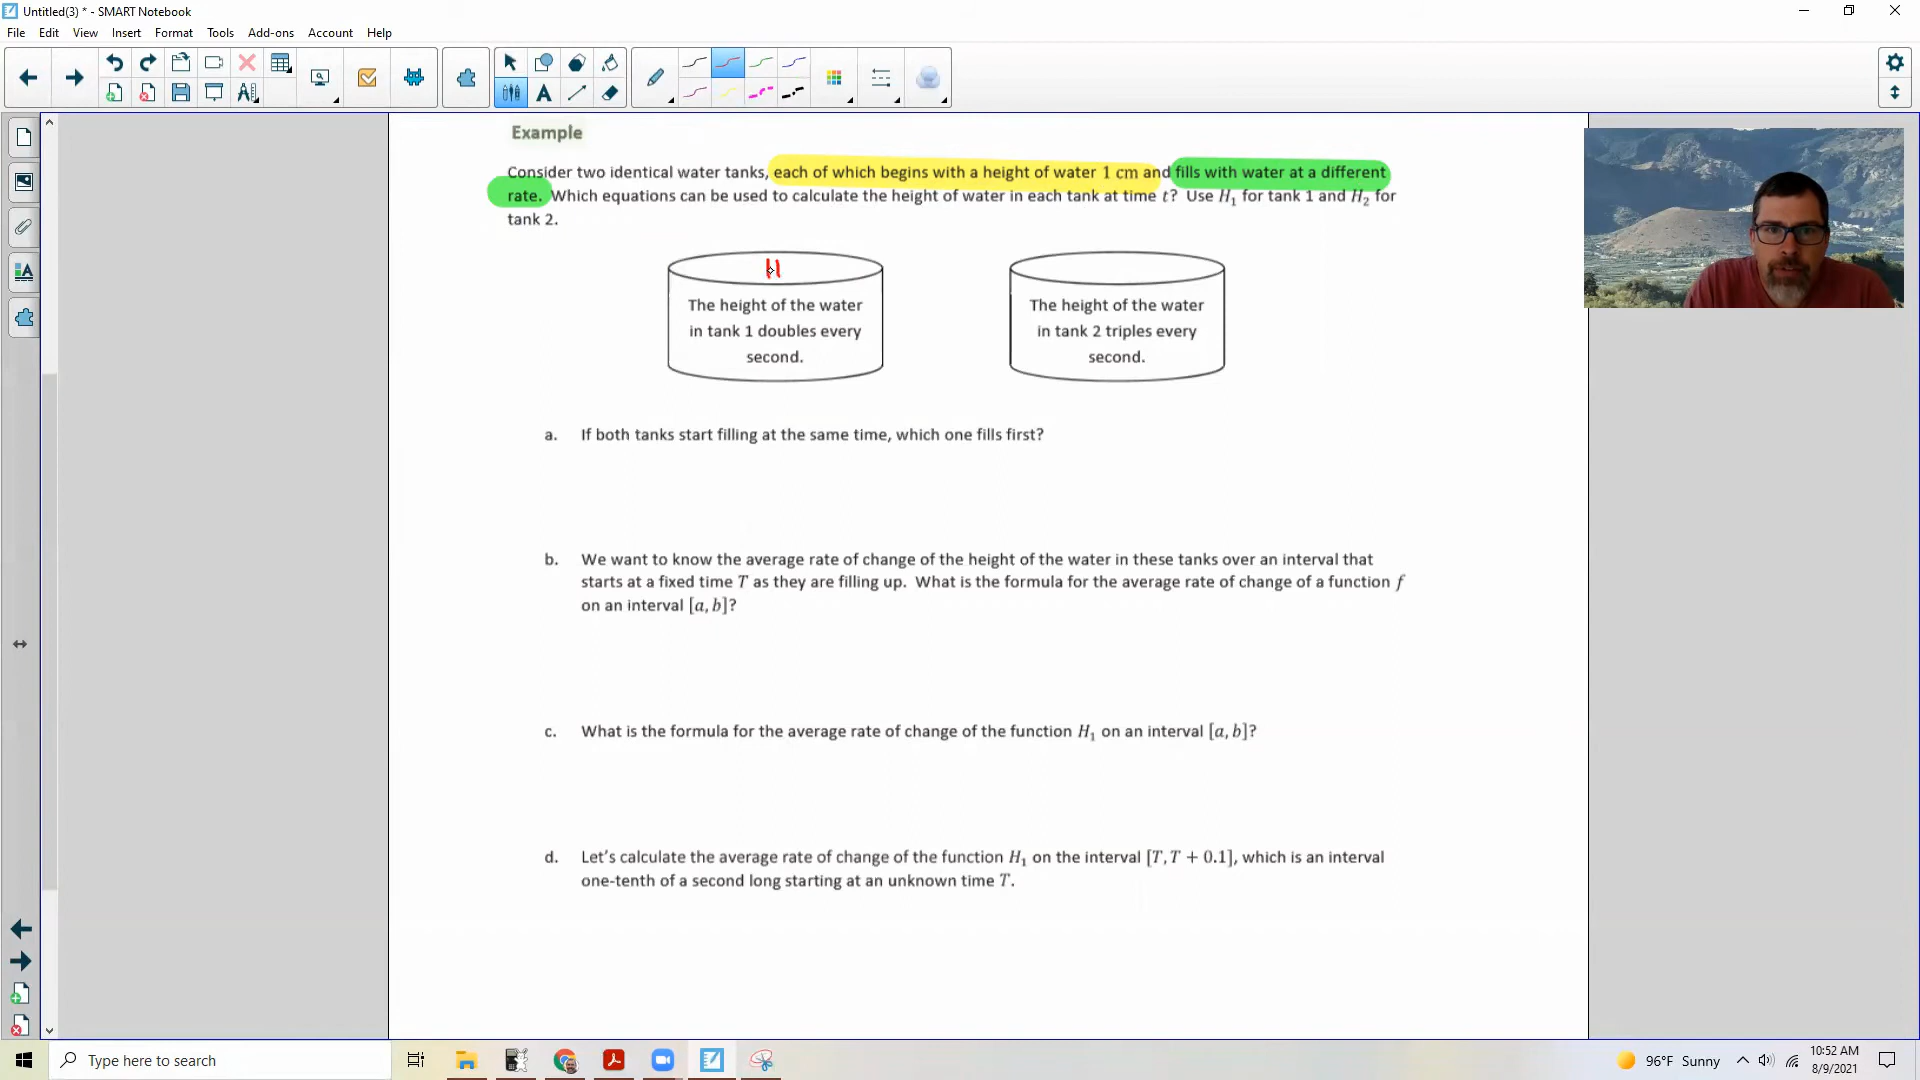 Untitled(3) * - SMART Notebook
File Edit View Insert Format Tools Add-ons Account Help
Example
Consider two identical water tanks, each of which begins with a height of water 1 cm and fills with water at a different
rate. Which equations can be used to calculate the height of water in each tank at time t? Use H₁ for tank 1 and H₂ for
tank 2.
H
The height of the water
in tank 1 doubles every
second.
The height of the water
in tank 2 triples every
second.
a. If both tanks start filling at the same time, which one fills first?
b. We want to know the average rate of change of the height of the water in these tanks over an interval that
starts at a fixed time T as they are filling up. What is the formula for the average rate of change of a function f
on an interval [a, b]?
c. What is the formula for the average rate of change of the function H₁ on an interval [a, b]?
d. Let's calculate the average rate of change of the function H₁ on the interval [T, T + 0.1], which is an interval
one-tenth of a second long starting at an unknown time T.
Type here to search
96°F Sunny
10:52 AM
8/9/2021